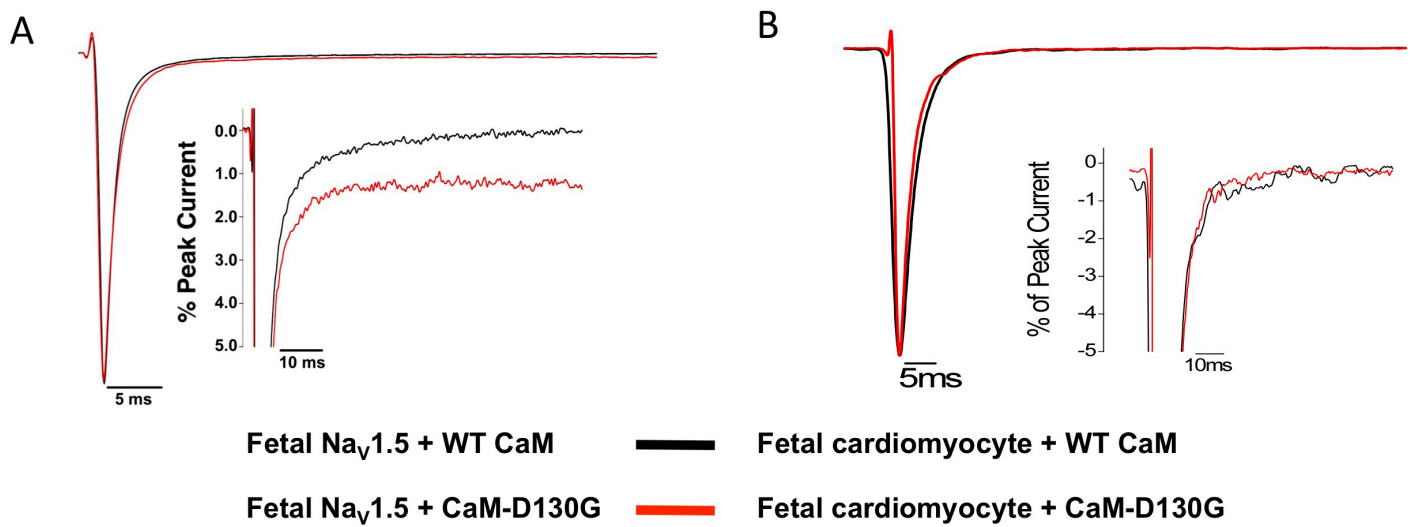 A
B
% Peak Current
0.0
1.0
2.0
3.0
4.0
5.0
10 ms
5 ms
% of Peak Current
0
-1
-2
-3
-4
-5
10ms
5ms
Fetal NaV1.5 + WT CaM
Fetal cardiomyocyte + WT CaM
Fetal NaV1.5 + CaM-D130G
Fetal cardiomyocyte + CaM-D130G